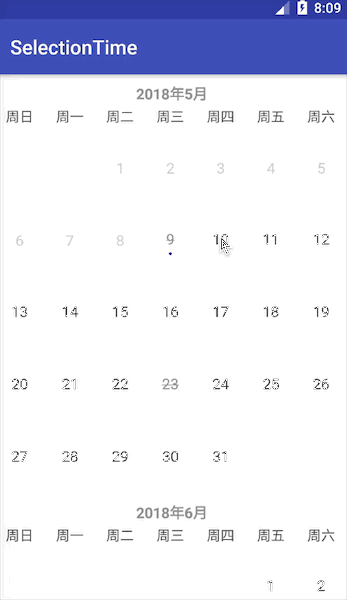 8:09
SelectionTime
2018年5月
周日 周一 周二 周三 周四 周五 周六
1 2 3 4 5
6 7 8 9 10 11 12
13 14 15 16 17 18 19
20 21 22 23 24 25 26
27 28 29 30 31
2018年6月
周日 周一 周二 周三 周四 周五 周六
1 2